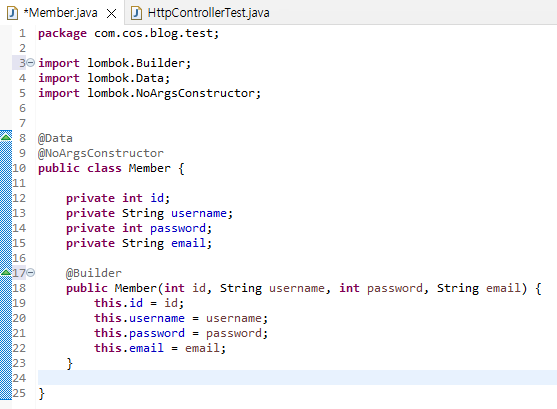 *Member.java HttpControllerTest.java
1 package com.cos.blog.test;
2
3 import lombok.Builder;
4 import lombok.Data;
5 import lombok.NoArgsConstructor;
6
7
8 @Data
9 @NoArgsConstructor
10 public class Member {
11
12     private int id;
13     private String username;
14     private int password;
15     private String email;
16
17     @Builder
18     public Member(int id, String username, int password, String email) {
19         this.id = id;
20         this.username = username;
21         this.password = password;
22         this.email = email;
23     }
24
25 }